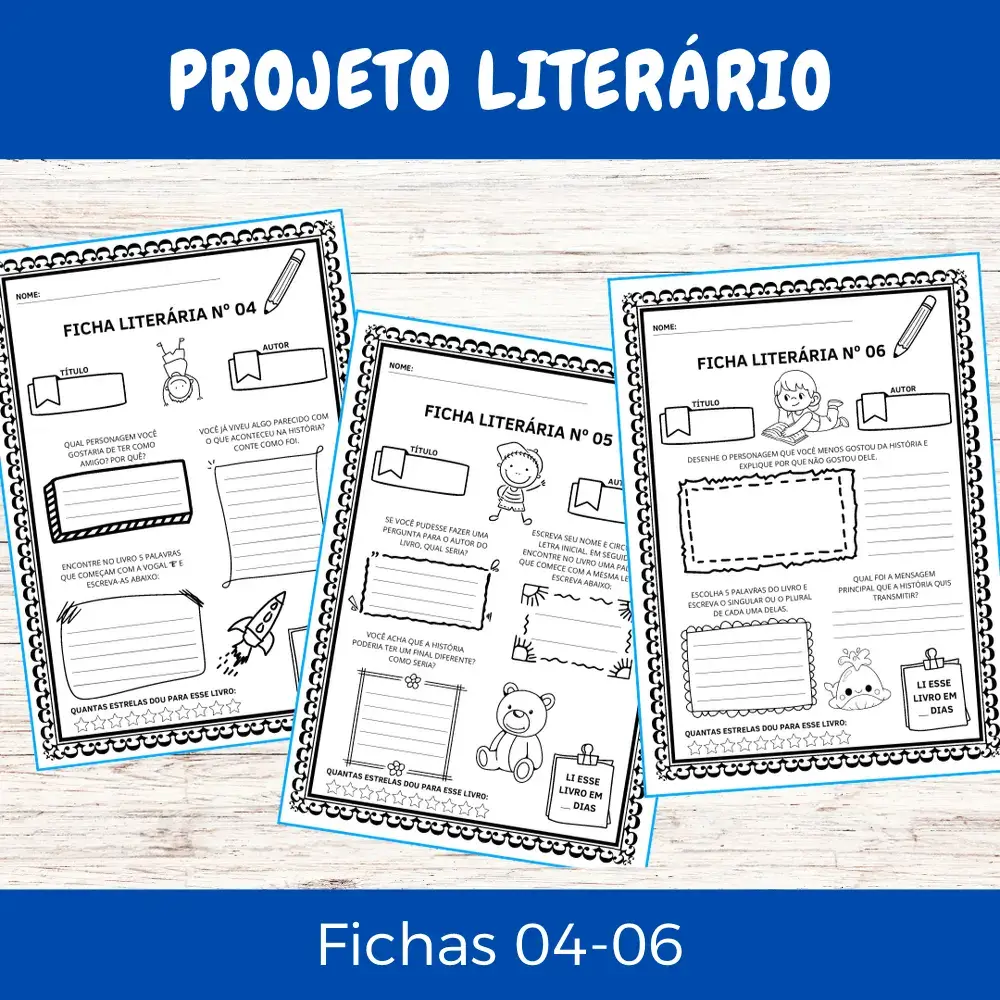 PROJETO LITERÁRIO
NOME:
FICHA LITERÁRIA Nº 04
TÍTULO
AUTOR
QUAL PERSONAGEM VOCÊ
GOSTARIA DE TER COMO
AMIGO? POR QUÊ?
VOCÊ JÁ VIVEU ALGO PARECIDO COM
O QUE ACONTECEU NA HISTÓRIA?
CONTE COMO FOI.
ENCONTRE NO LIVRO 5 PALAVRAS
QUE COMEÇAM COM A VOGAL "E" E
ESCREVA-AS ABAIXO:
QUANTAS ESTRELAS DOU PARA ESSE LIVRO:
NOME:
FICHA LITERÁRIA Nº 05
TÍTULO
AUT
SE VOCÊ PUDESSE FAZER UMA
PERGUNTA PARA O AUTOR DO
LIVRO, QUAL SERIA?
ESCREVA SEU NOME E CIRC
LETRA INICIAL. EM SEGUID
ENCONTRE NO LIVRO UMA PAL
QUE COMECE COM A MESMA LE
ESCREVA ABAIXO:
VOCÊ ACHA QUE A HISTÓRIA
PODERIA TER UM FINAL DIFERENTE?
COMO SERIA?
QUANTAS ESTRELAS DOU PARA ESSE LIVRO:
LI ESSE
LIVRO EM
__ DIAS
NOME:
FICHA LITERÁRIA Nº 06
TÍTULO
AUTOR
DESENHE O PERSONAGEM QUE VOCÊ MENOS GOSTOU DA HISTÓRIA E
EXPLIQUE POR QUE NÃO GOSTOU DELE.
ESCOLHA 5 PALAVRAS DO LIVRO E
ESCREVA O SINGULAR OU O PLURAL
DE CADA UMA DELAS.
QUAL FOI A MENSAGEM
PRINCIPAL QUE A HISTÓRIA QUIS
TRANSMITIR?
QUANTAS ESTRELAS DOU PARA ESSE LIVRO:
LI ESSE
LIVRO EM
__ DIAS
Fichas 04-06